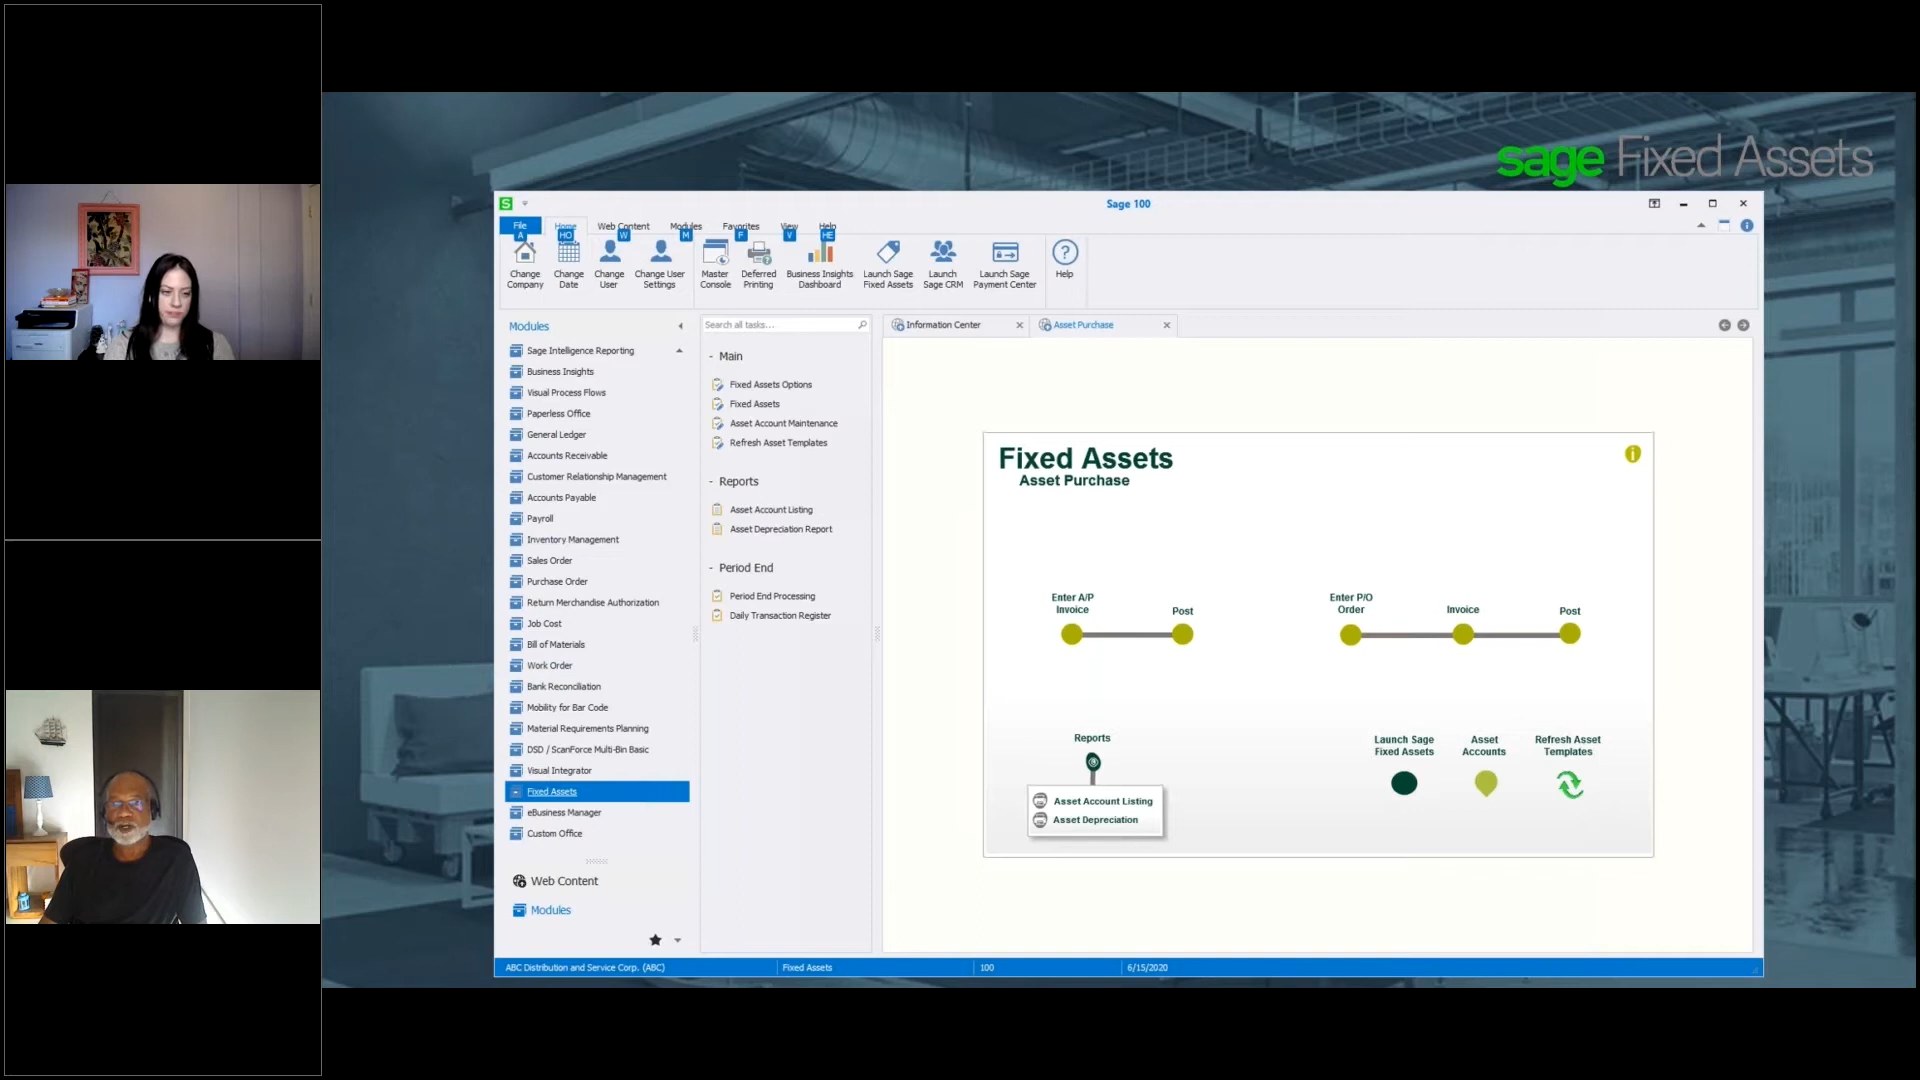 sage Fixed Assets
Sage 100
File Home Web Content Modules Favorites View Help
A HO W M F V HE
Change Company
Change Date
Change User
Change User Settings
Master Console
Deferred Printing
Business Insights Dashboard
Launch Sage Fixed Assets
Launch Sage CRM
Launch Sage Payment Center
Help
Modules
Sage Intelligence Reporting
Business Insights
Visual Process Flows
Paperless Office
General Ledger
Accounts Receivable
Customer Relationship Management
Accounts Payable
Payroll
Inventory Management
Sales Order
Purchase Order
Return Merchandise Authorization
Job Cost
Bill of Materials
Work Order
Bank Reconciliation
Mobility for Bar Code
Material Requirements Planning
DSD / ScanForce Multi-Bin Basic
Visual Integrator
Fixed Assets
eBusiness Manager
Custom Office
Web Content
Modules
Search all tasks...
- Main
Fixed Assets Options
Fixed Assets
Asset Account Maintenance
Refresh Asset Templates
- Reports
Asset Account Listing
Asset Depreciation Report
- Period End
Period End Processing
Daily Transaction Register
Information Center
Asset Purchase
Fixed Assets
Asset Purchase
Enter A/P
Invoice
Post
Enter P/O
Order
Invoice
Post
Reports
Asset Account Listing
Asset Depreciation
Launch Sage
Fixed Assets
Asset
Accounts
Refresh Asset
Templates
ABC Distribution and Service Corp. (ABC) Fixed Assets 100 6/15/2020